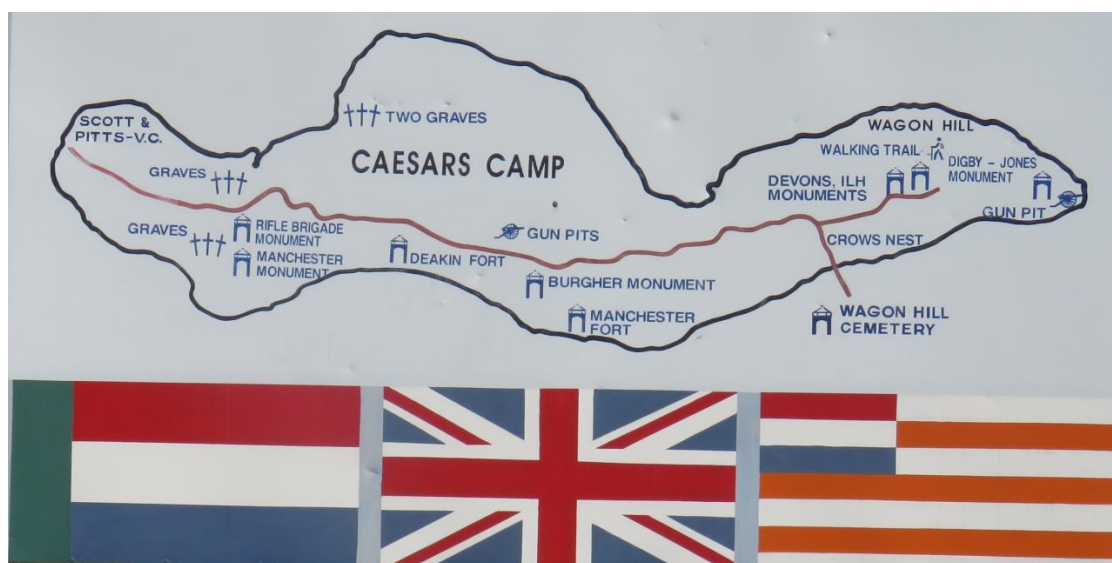 SCOTT &
PITTS-V.C.
GRAVES
GRAVES
RIFLE BRIGADE
MONUMENT
MANCHESTER
MONUMENT
TWO GRAVES
CAESARS CAMP
DEAKIN FORT
GUN PITS
BURGHER MONUMENT
MANCHESTER
FORT
WAGON HILL
WALKING TRAIL
DIGBY - JONES
MONUMENT
DEVONS, ILH
MONUMENTS
GUN PIT
CROWS NEST
WAGON HILL
CEMETERY